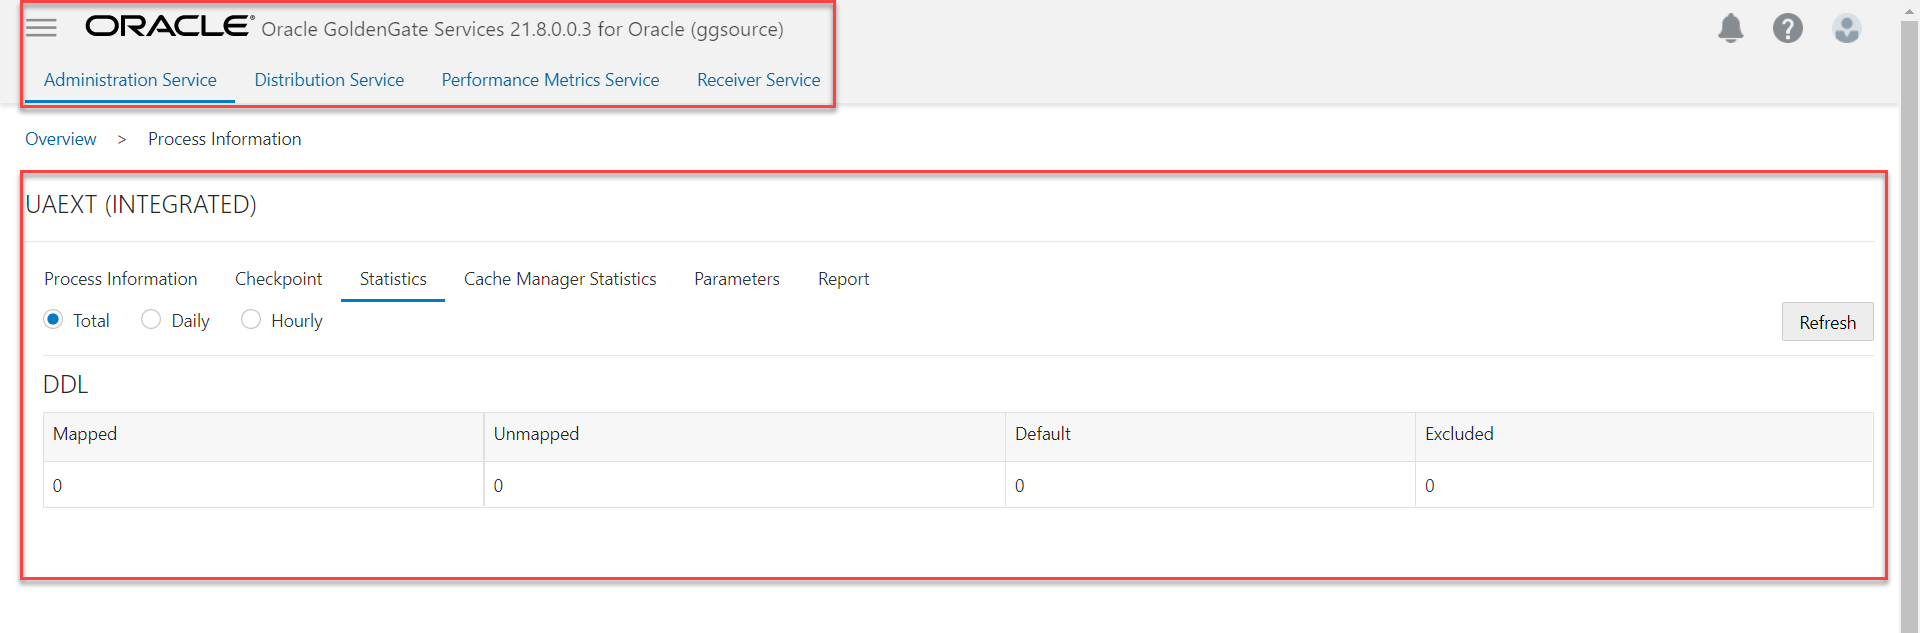 ORACLE® Oracle GoldenGate Services 21.8.0.0.3 for Oracle (ggsource)
Administration Service Distribution Service Performance Metrics Service Receiver Service
Overview > Process Information
UAEXT (INTEGRATED)
Process Information Checkpoint Statistics Cache Manager Statistics Parameters Report
Total Daily Hourly
Refresh
DDL
Mapped Unmapped Default Excluded
0 0 0 0